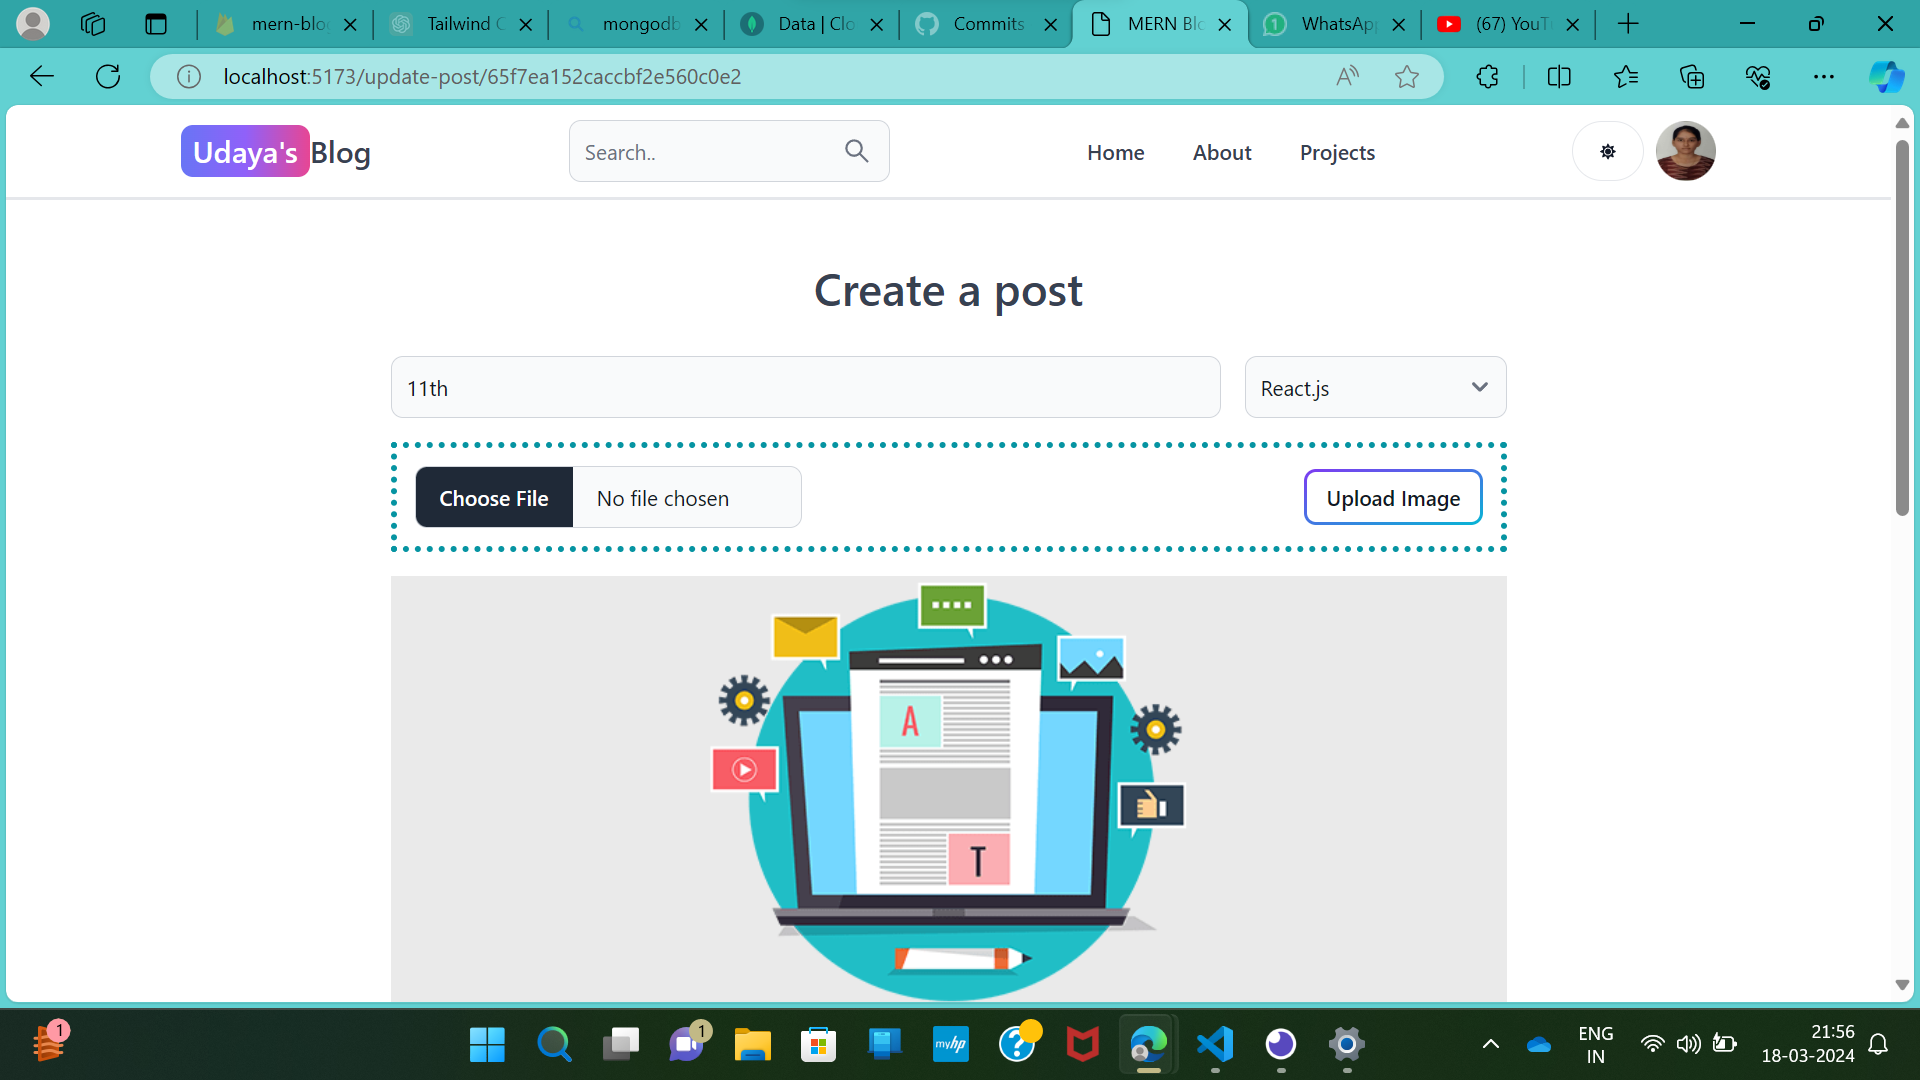 mern-blo
Tailwind C
mongodb
Data | Clo
Commits
MERN Blo
1
WhatsApp
(67) YouT
localhost:5173/update-post/65f7ea152caccbf2e560c0e2
Udaya's Blog
Search..
Home
About
Projects
Create a post
11th
React.js
Choose File
No file chosen
Upload Image
A
T
1
1
myhp
?
ENG
IN
21:56
18-03-2024